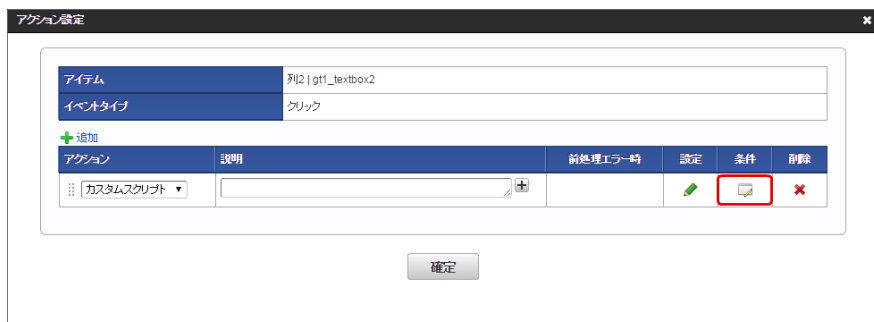 アクション設定
アイテム 列2 | gt1_textbox2
イベントタイプ クリック
追加
アクション 説明 前処理エラー時 設定 条件 削除
カスタムスクリプト
確定